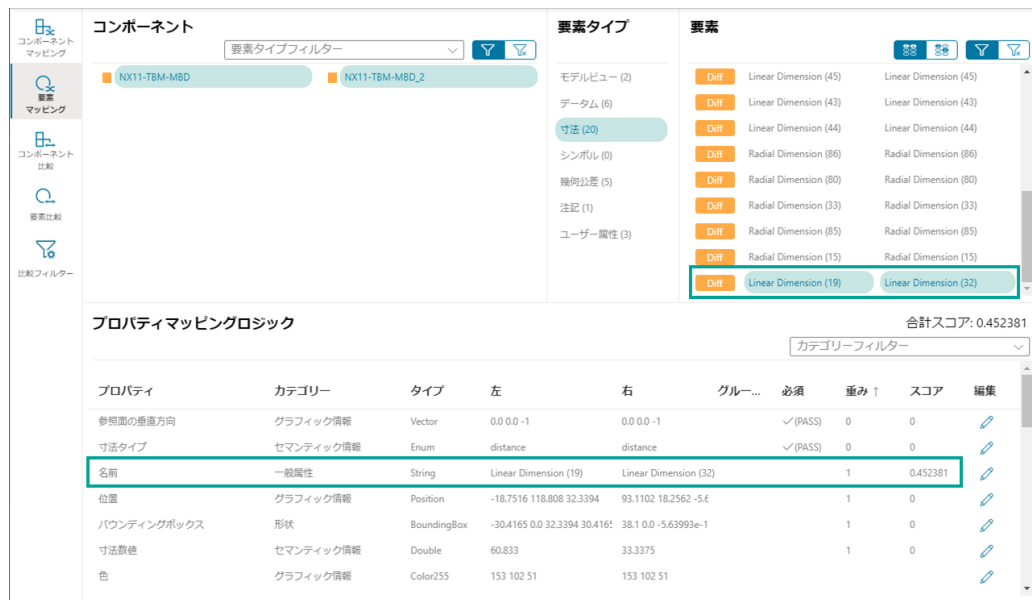 コンポーネント
マッピング
要素
マッピング
コンポーネント
比較
要素比較
比較フィルター
コンポーネント
要素タイプフィルター
NX11-TBM-MBD NX11-TBM-MBD_2
要素タイプ
モデルビュー (2)
データム (6)
寸法 (20)
シンボル (0)
幾何公差 (5)
注記 (1)
ユーザー属性 (3)
要素
Diff Linear Dimension (45) Linear Dimension (45)
Diff Linear Dimension (43) Linear Dimension (43)
Diff Linear Dimension (44) Linear Dimension (44)
Diff Radial Dimension (86) Radial Dimension (86)
Diff Radial Dimension (80) Radial Dimension (80)
Diff Radial Dimension (33) Radial Dimension (33)
Diff Radial Dimension (85) Radial Dimension (85)
Diff Radial Dimension (15) Radial Dimension (15)
Diff Linear Dimension (19) Linear Dimension (32)
プロパティマッピングロジック 合計スコア: 0.452381
カテゴリーフィルター
プロパティ カテゴリー タイプ 左 右 グルー... 必須 重み ↑ スコア 編集
参照面の垂直方向 グラフィック情報 Vector 0.0 0.0 -1 0.0 0.0 -1 ✓(PASS) 0 0
寸法タイプ セマンティック情報 Enum distance distance ✓(PASS) 0 0
名前 一般属性 String Linear Dimension (19) Linear Dimension (32) 1 0.452381
位置 グラフィック情報 Position -18.7516 118.808 32.3394 93.1102 18.2562 -5.6 1 0
バウンディングボックス 形状 BoundingBox -30.4165 0.0 32.3394 30.4165 38.1 0.0 -5.63993e-1 1 0
寸法数値 セマンティック情報 Double 60.833 33.3375 1 0
色 グラフィック情報 Color255 153 102 51 153 102 51